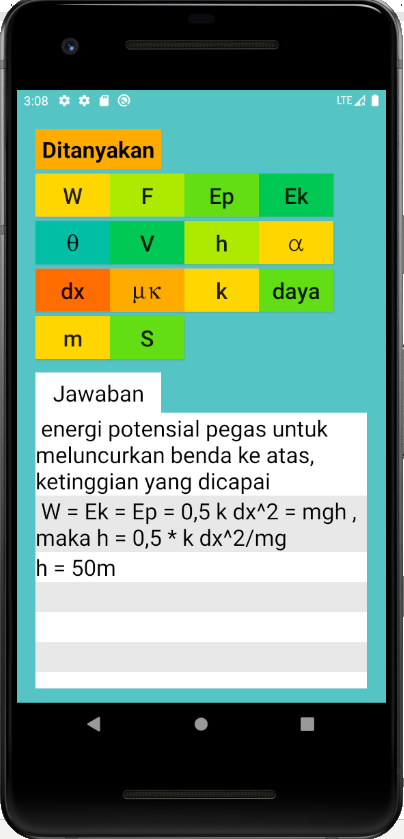 3:08 LTE
Ditanyakan
W F Ep Ek
θ V h α
dx μκ k daya
m S
Jawaban
energi potensial pegas untuk
meluncurkan benda ke atas,
ketinggian yang dicapai
W = Ek = Ep = 0,5 k dx^2 = mgh ,
maka h = 0,5 * k dx^2/mg
h = 50m